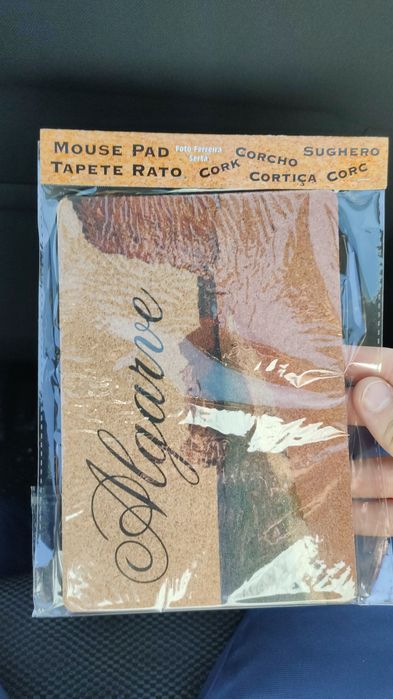 MOUSE PAD
TAPETE RATO
Foto Ferreira
Sertã
CORK
CORCHO
CORTIÇA
SUGHERO
CORC
Algarve